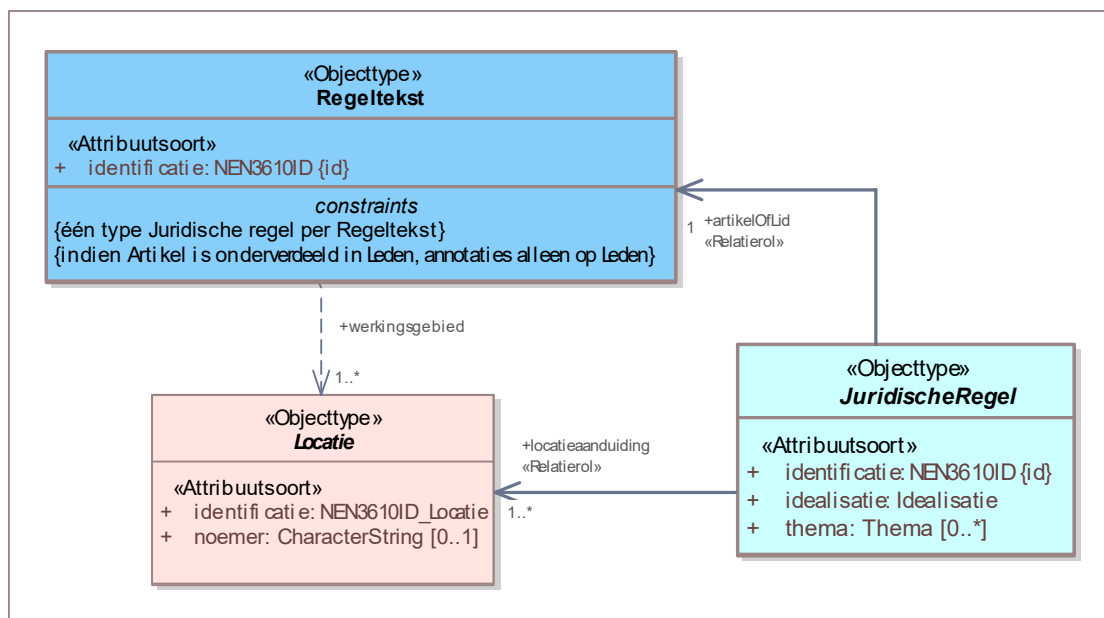 «Objecttype»
Regeltekst
«Attribuutsoort»
+ identificatie: NEN3610ID {id}
constraints
{één type Juridische regel per Regeltekst}
{indien Artikel is onderverdeeld in Leden, annotaties alleen op Leden}
1 +artikelOfLid
«Relatierol»
+werkingsgebied
1..*
«Objecttype»
Locatie
«Attribuutsoort»
+ identificatie: NEN3610ID_Locatie
+ noemer: CharacterString [0..1]
+locatieaanduiding
«Relatierol»
1..*
«Objecttype»
JuridischeRegel
«Attribuutsoort»
+ identificatie: NEN3610ID {id}
+ idealisatie: Idealisatie
+ thema: Thema [0..*]